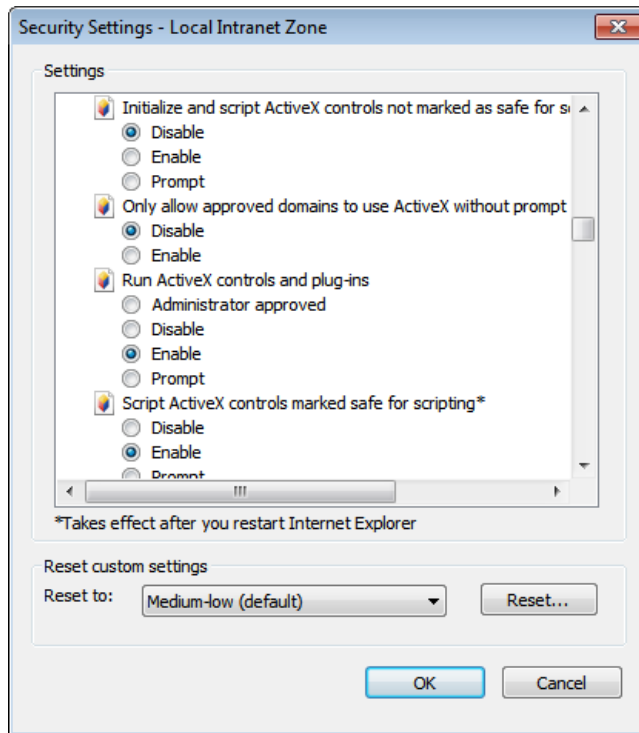 Security Settings - Local Intranet Zone
Settings
Initialize and script ActiveX controls not marked as safe for s
Disable
Enable
Prompt
Only allow approved domains to use ActiveX without prompt
Disable
Enable
Run ActiveX controls and plug-ins
Administrator approved
Disable
Enable
Prompt
Script ActiveX controls marked safe for scripting*
Disable
Enable
Prompt
*Takes effect after you restart Internet Explorer
Reset custom settings
Reset to: Medium-low (default) Reset...
OK Cancel